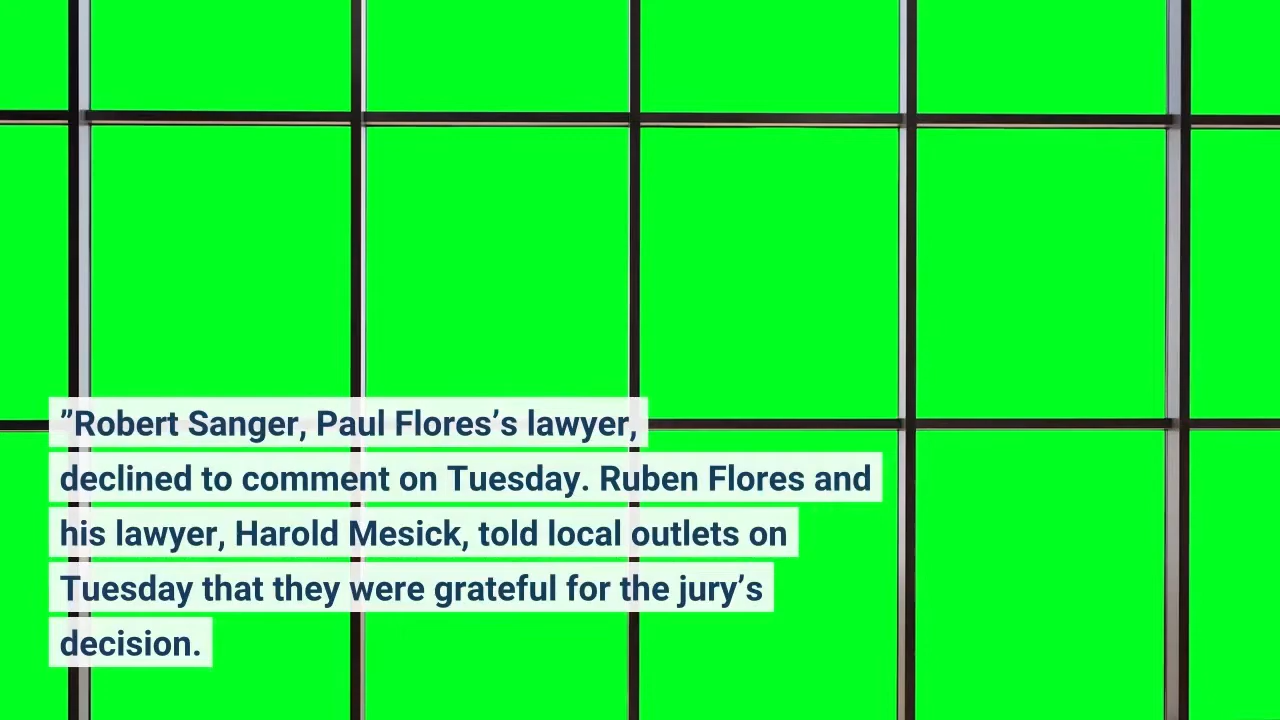 ”Robert Sanger, Paul Flores’s lawyer,
declined to comment on Tuesday. Ruben Flores and
his lawyer, Harold Mesick, told local outlets on
Tuesday that they were grateful for the jury’s
decision.